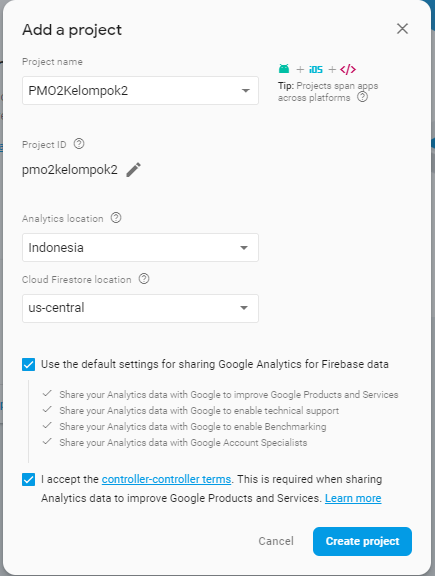 Add a project
Project name
PMO2Kelompok2
+ iOS + </>
Tip: Projects span apps
across platforms
Project ID
pmo2kelompok2
Analytics location
Indonesia
Cloud Firestore location
us-central
Use the default settings for sharing Google Analytics for Firebase data
Share your Analytics data with Google to improve Google Products and Services
Share your Analytics data with Google to enable technical support
Share your Analytics data with Google to enable Benchmarking
Share your Analytics data with Google Account Specialists
I accept the controller-controller terms. This is required when sharing
Analytics data to improve Google Products and Services. Learn more
Cancel
Create project